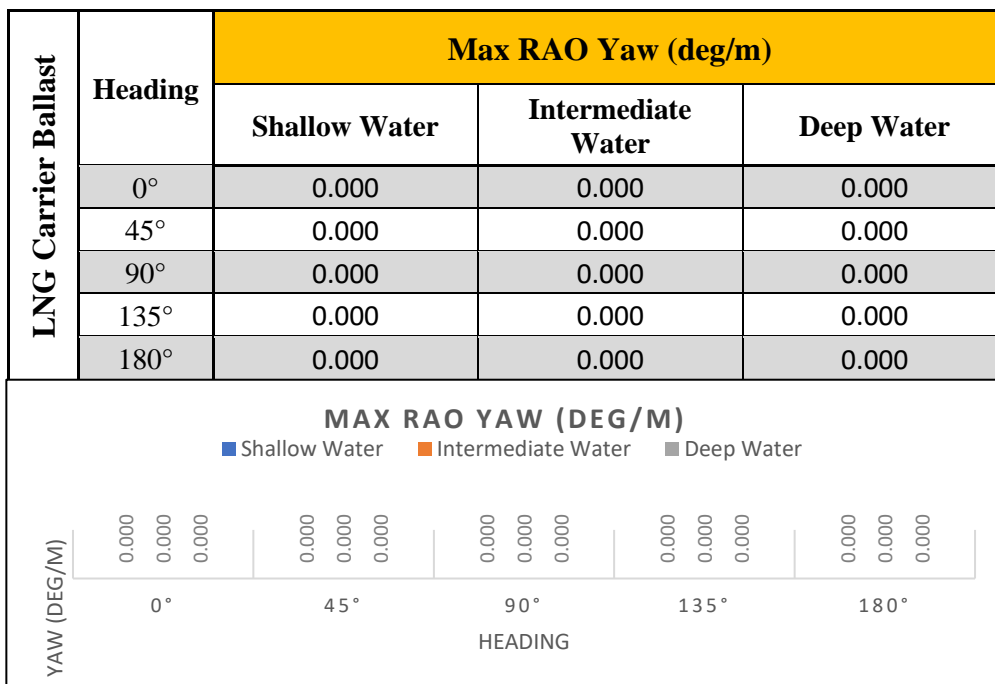 LNG Carrier Ballast
Heading
Max RAO Yaw (deg/m)
Shallow Water
Intermediate
Water
Deep Water
0° 0.000 0.000 0.000
45° 0.000 0.000 0.000
90° 0.000 0.000 0.000
135° 0.000 0.000 0.000
180° 0.000 0.000 0.000
MAX RAO YAW (DEG/M)
Shallow Water Intermediate Water Deep Water
YAW (DEG/M)
0.000 0.000 0.000 0.000 0.000 0.000 0.000 0.000 0.000 0.000 0.000 0.000 0.000 0.000 0.000
0° 45° 90° 135° 180°
HEADING